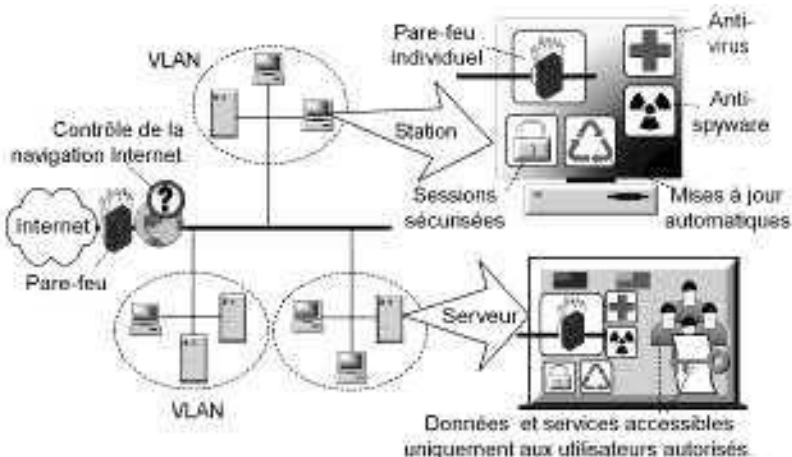 VLAN
Pare-feu
individuel
Anti-
virus
Contrôle de la
navigation Internet
Station
Anti-
spyware
Internet
Pare-feu
Sessions
sécurisées
Mises à jour
automatiques
Serveur
VLAN
Données et services accessibles
uniquement aux utilisateurs autorisés